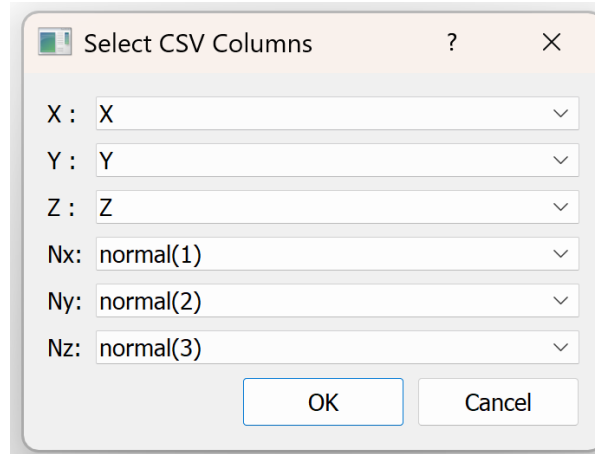 Select CSV Columns ?
X : X
Y : Y
Z : Z
Nx: normal(1)
Ny: normal(2)
Nz: normal(3)
OK Cancel